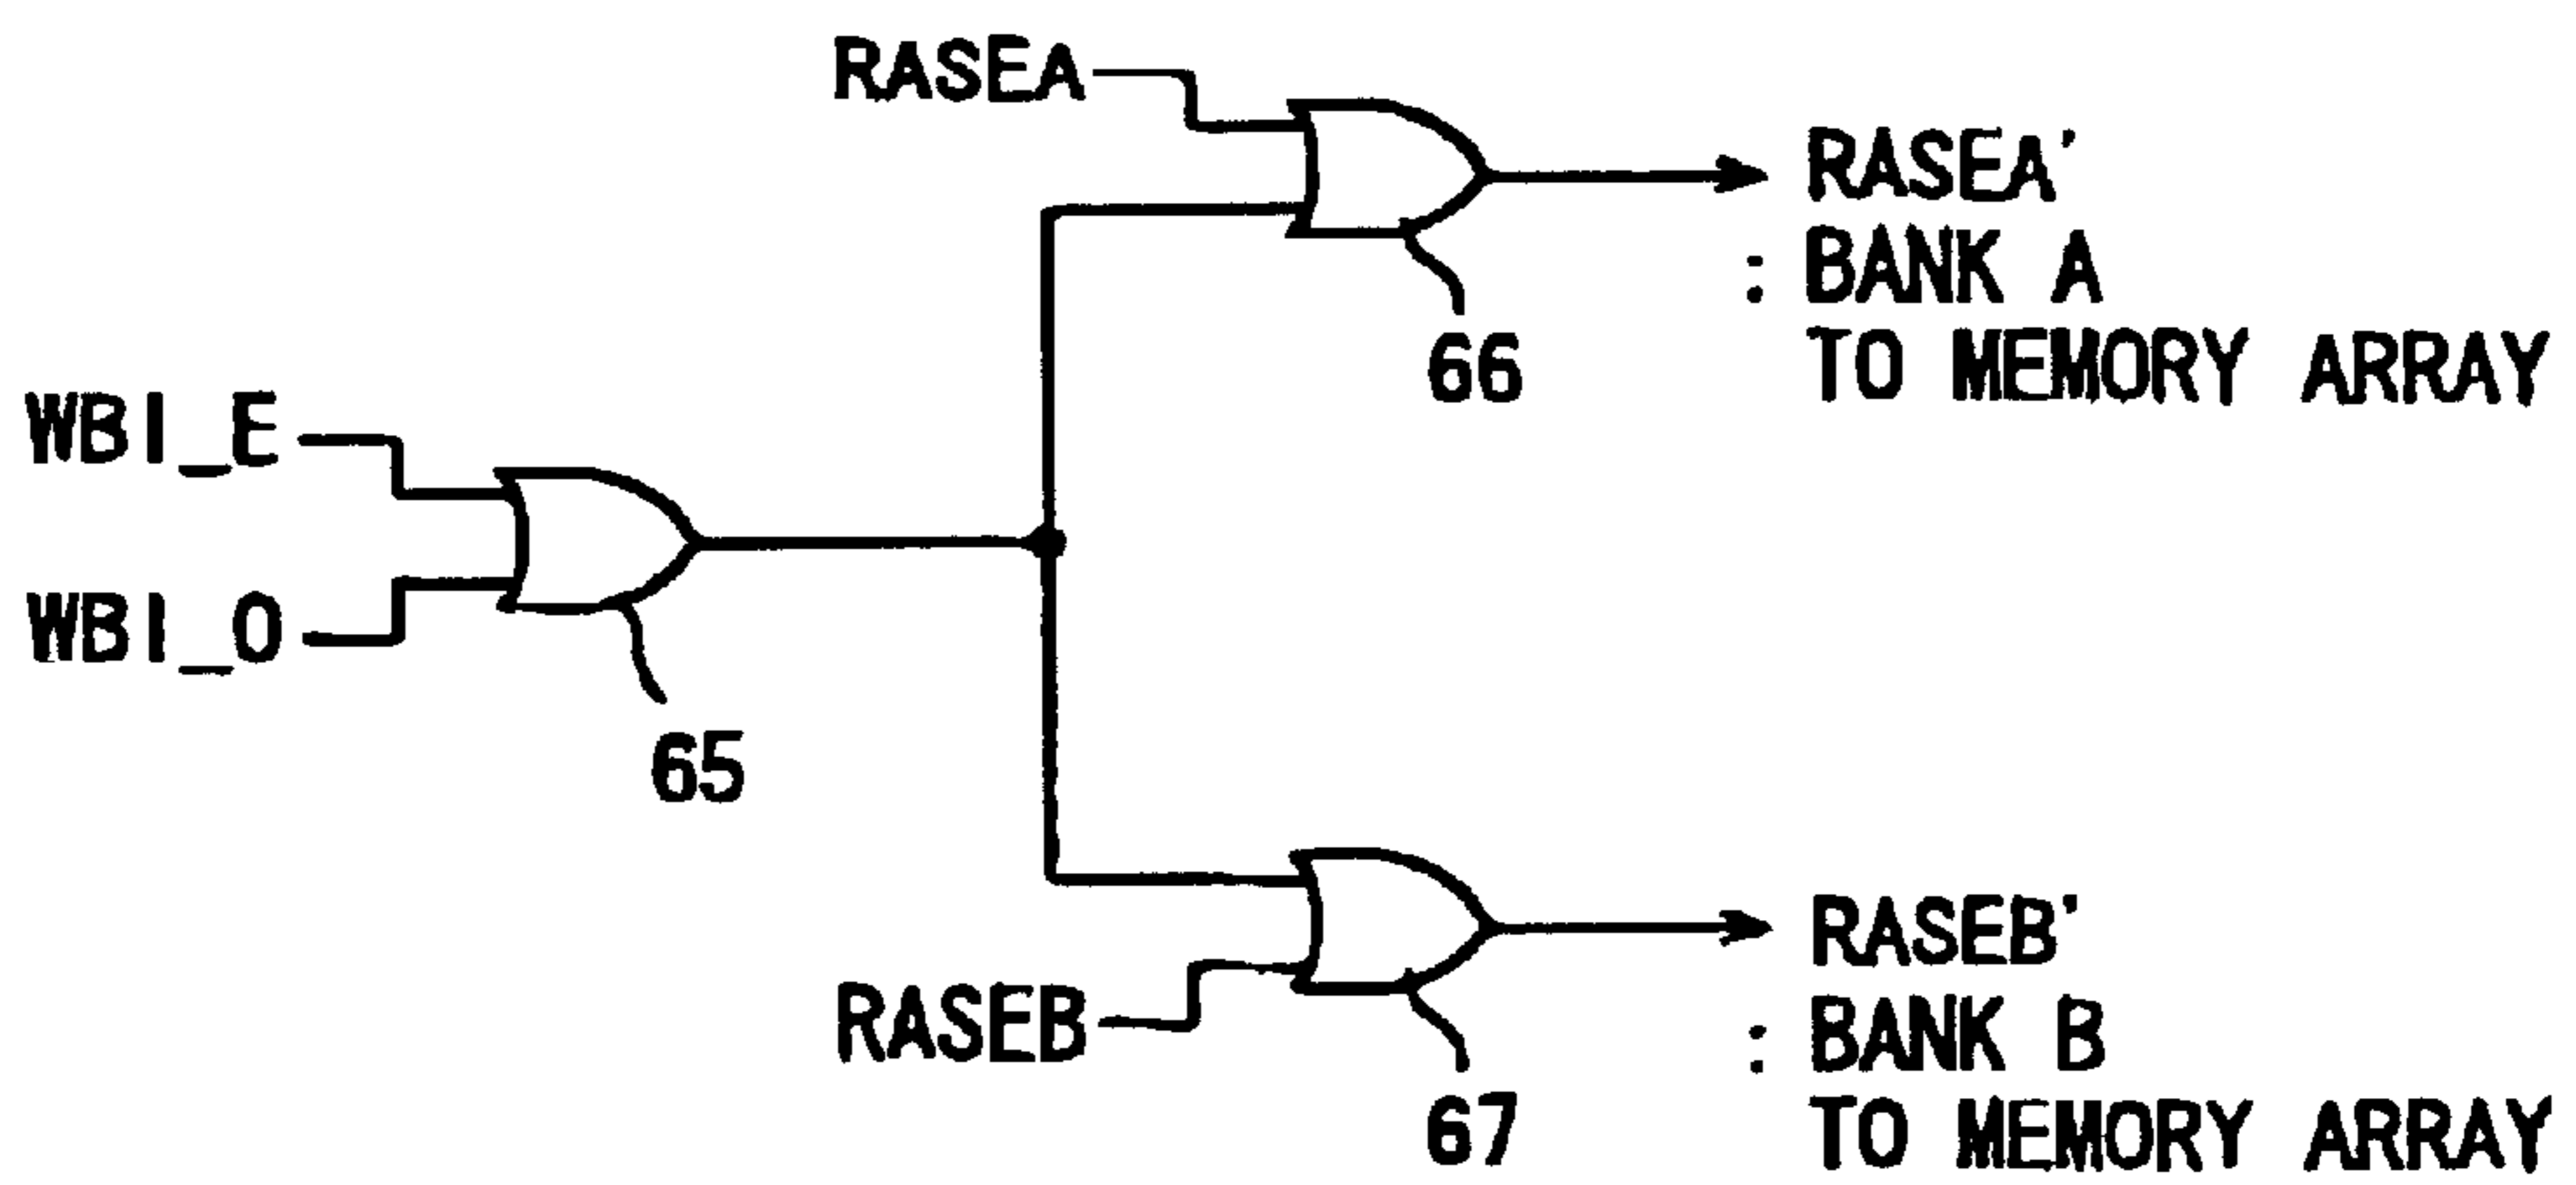 RASEA
RASEA'
: BANK A
TO MEMORY ARRAY
66
WBI_E
WBI_O
65
RASEB'
RASEB
: BANK B
TO MEMORY ARRAY
67